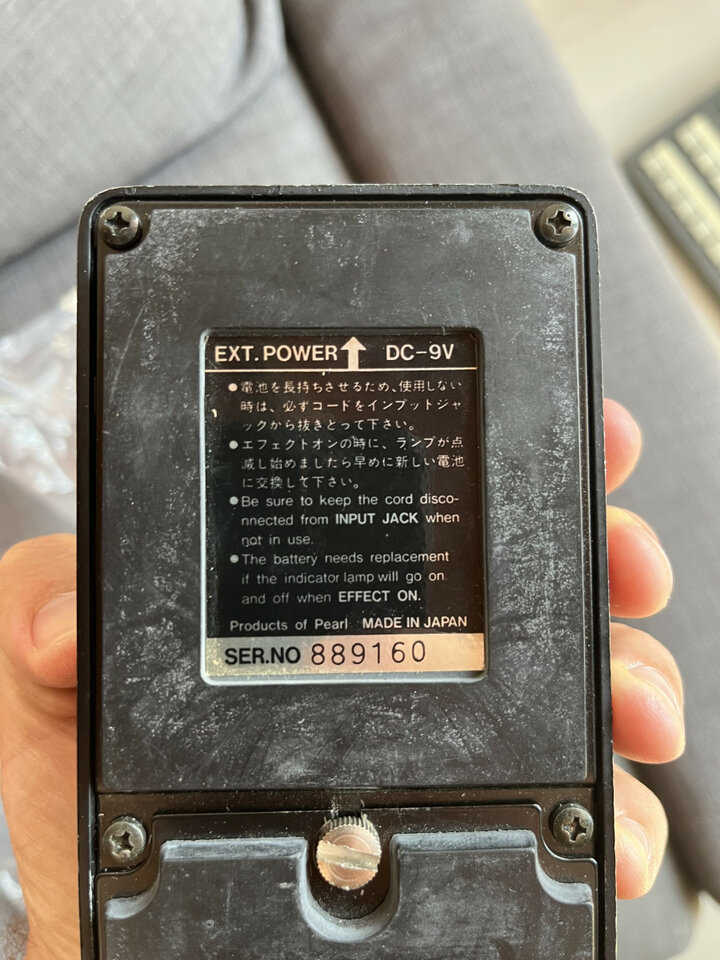 EXT. POWER ↑ DC-9V
●電池を長持ちさせるため、使用しない
時は、必ずコードをインプットジャ
ックから抜きとって下さい。
●エフェクトオンの時に、ランプが点
滅し始めましたら早めに新しい電池
に交換して下さい。
●Be sure to keep the cord disco-
nnected from INPUT JACK when
not in use.
●The battery needs replacement
if the indicator lamp will go on
and off when EFFECT ON.
Products of Pearl MADE IN JAPAN
SER.NO 889160